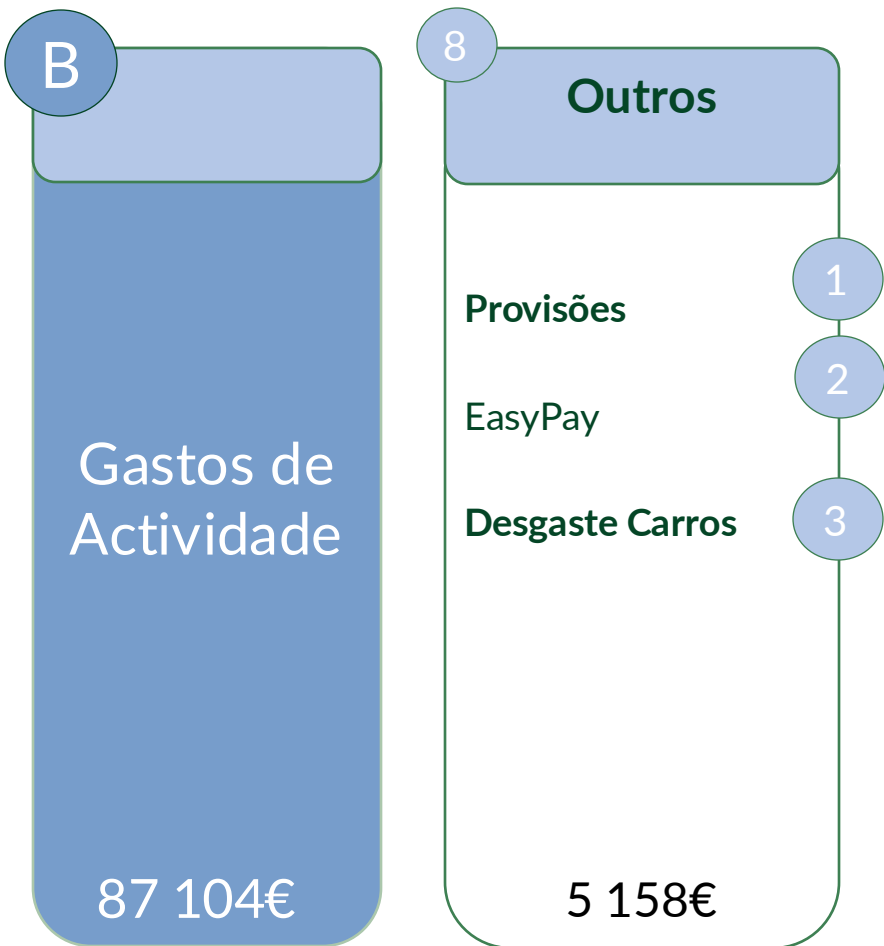 B
Gastos de
Actividade
87 104€
8
Outros
1
Provisões
2
EasyPay
Desgaste Carros
3
5 158€